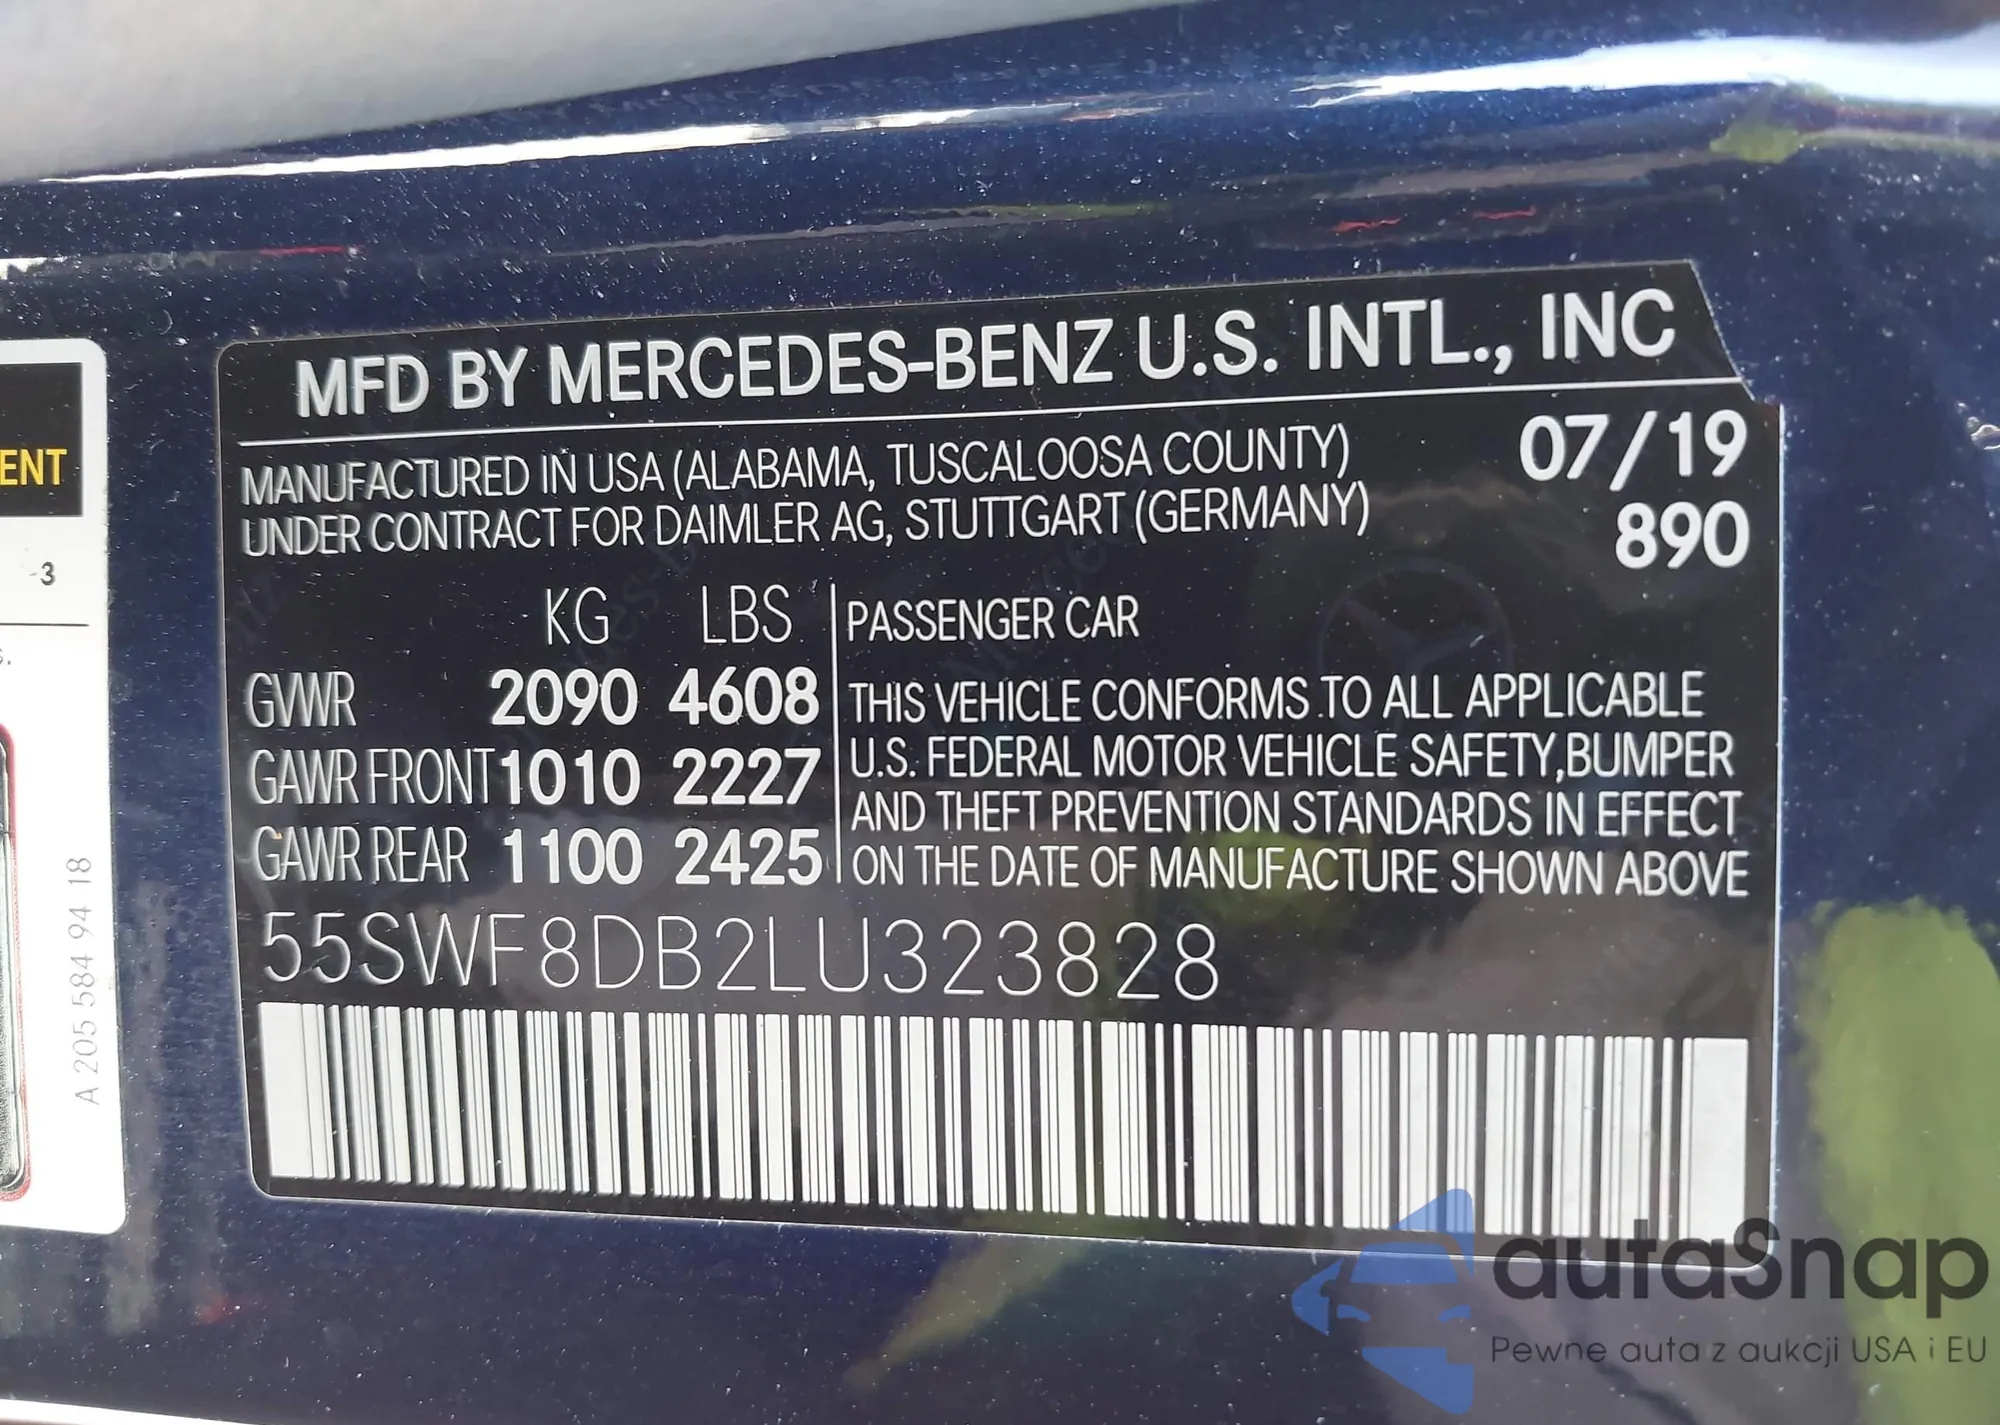 MFD BY MERCEDES-BENZ U.S. INTL., INC
MANUFACTURED IN USA (ALABAMA, TUSCALOOSA COUNTY)
UNDER CONTRACT FOR DAIMLER AG, STUTTGART (GERMANY)
07/19
890
KG LBS
GVWR 2090 4608
GAWR FRONT 1010 2227
GAWR REAR 1100 2425
PASSENGER CAR
THIS VEHICLE CONFORMS TO ALL APPLICABLE
U.S. FEDERAL MOTOR VEHICLE SAFETY,BUMPER
AND THEFT PREVENTION STANDARDS IN EFFECT
ON THE DATE OF MANUFACTURE SHOWN ABOVE
55SWF8DB2LU323828
ENT
-3
A 205 584 94 18
autaSnap
Pewne auta z aukcji USA i EU